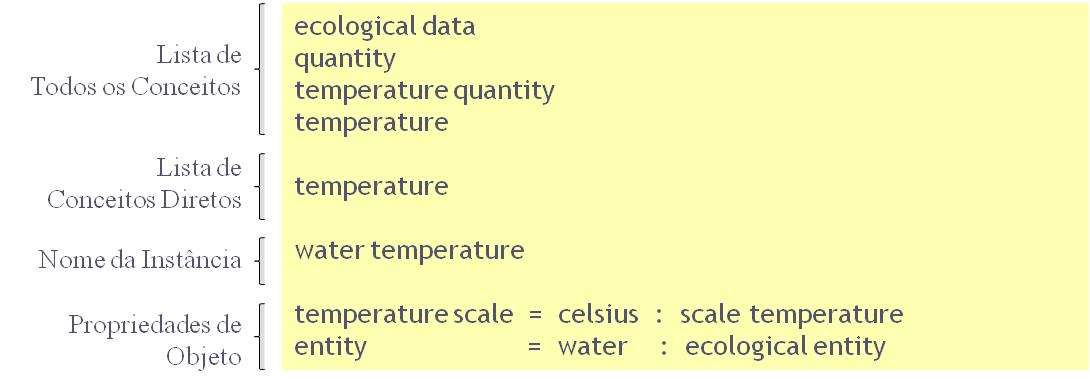 Lista de
Todos os Conceitos
ecological data
quantity
temperature quantity
temperature
Lista de
Conceitos Diretos
temperature
Nome da Instância
water temperature
Propriedades de
Objeto
temperature scale = celsius : scale temperature
entity = water : ecological entity